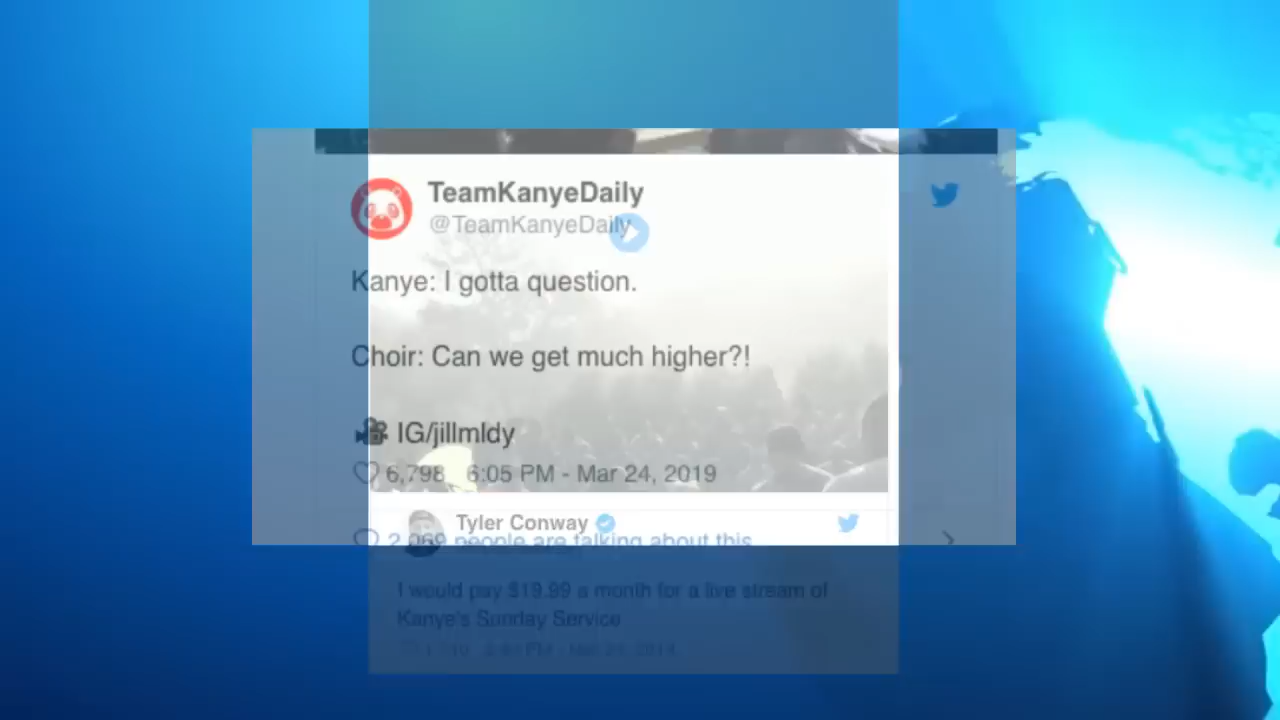 TeamKanyeDaily
@TeamKanyeDaily
Kanye: I gotta question.
Choir: Can we get much higher?!
IG/jillmldy
6,798 6:05 PM - Mar 24, 2019
Tyler Conway
people are talking about this
I would pay $19.99 a month for a live stream of
Kanye's Sunday Service